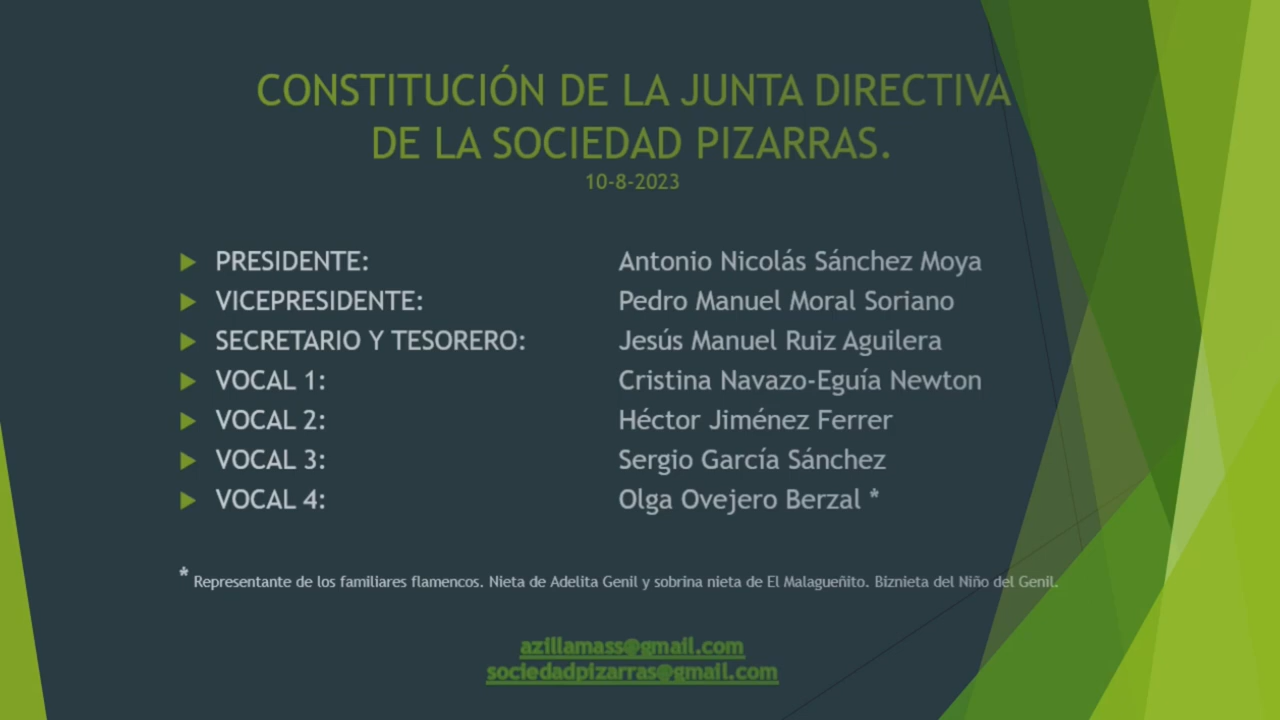 CONSTITUCIÓN DE LA JUNTA DIRECTIVA
DE LA SOCIEDAD PIZARRAS.
10-8-2023
PRESIDENTE: Antonio Nicolás Sánchez Moya
VICEPRESIDENTE: Pedro Manuel Moral Soriano
SECRETARIO Y TESORERO: Jesús Manuel Ruiz Aguilera
VOCAL 1: Cristina Navazo-Eguía Newton
VOCAL 2: Héctor Jiménez Ferrer
VOCAL 3: Sergio García Sánchez
VOCAL 4: Olga Ovejero Berzal *
* Representante de los familiares flamencos. Nieta de Adelita Genil y sobrina nieta de El Malagueñito. Biznieta del Niño del Genil.
azillamass@gmail.com
sociedadpizarras@gmail.com